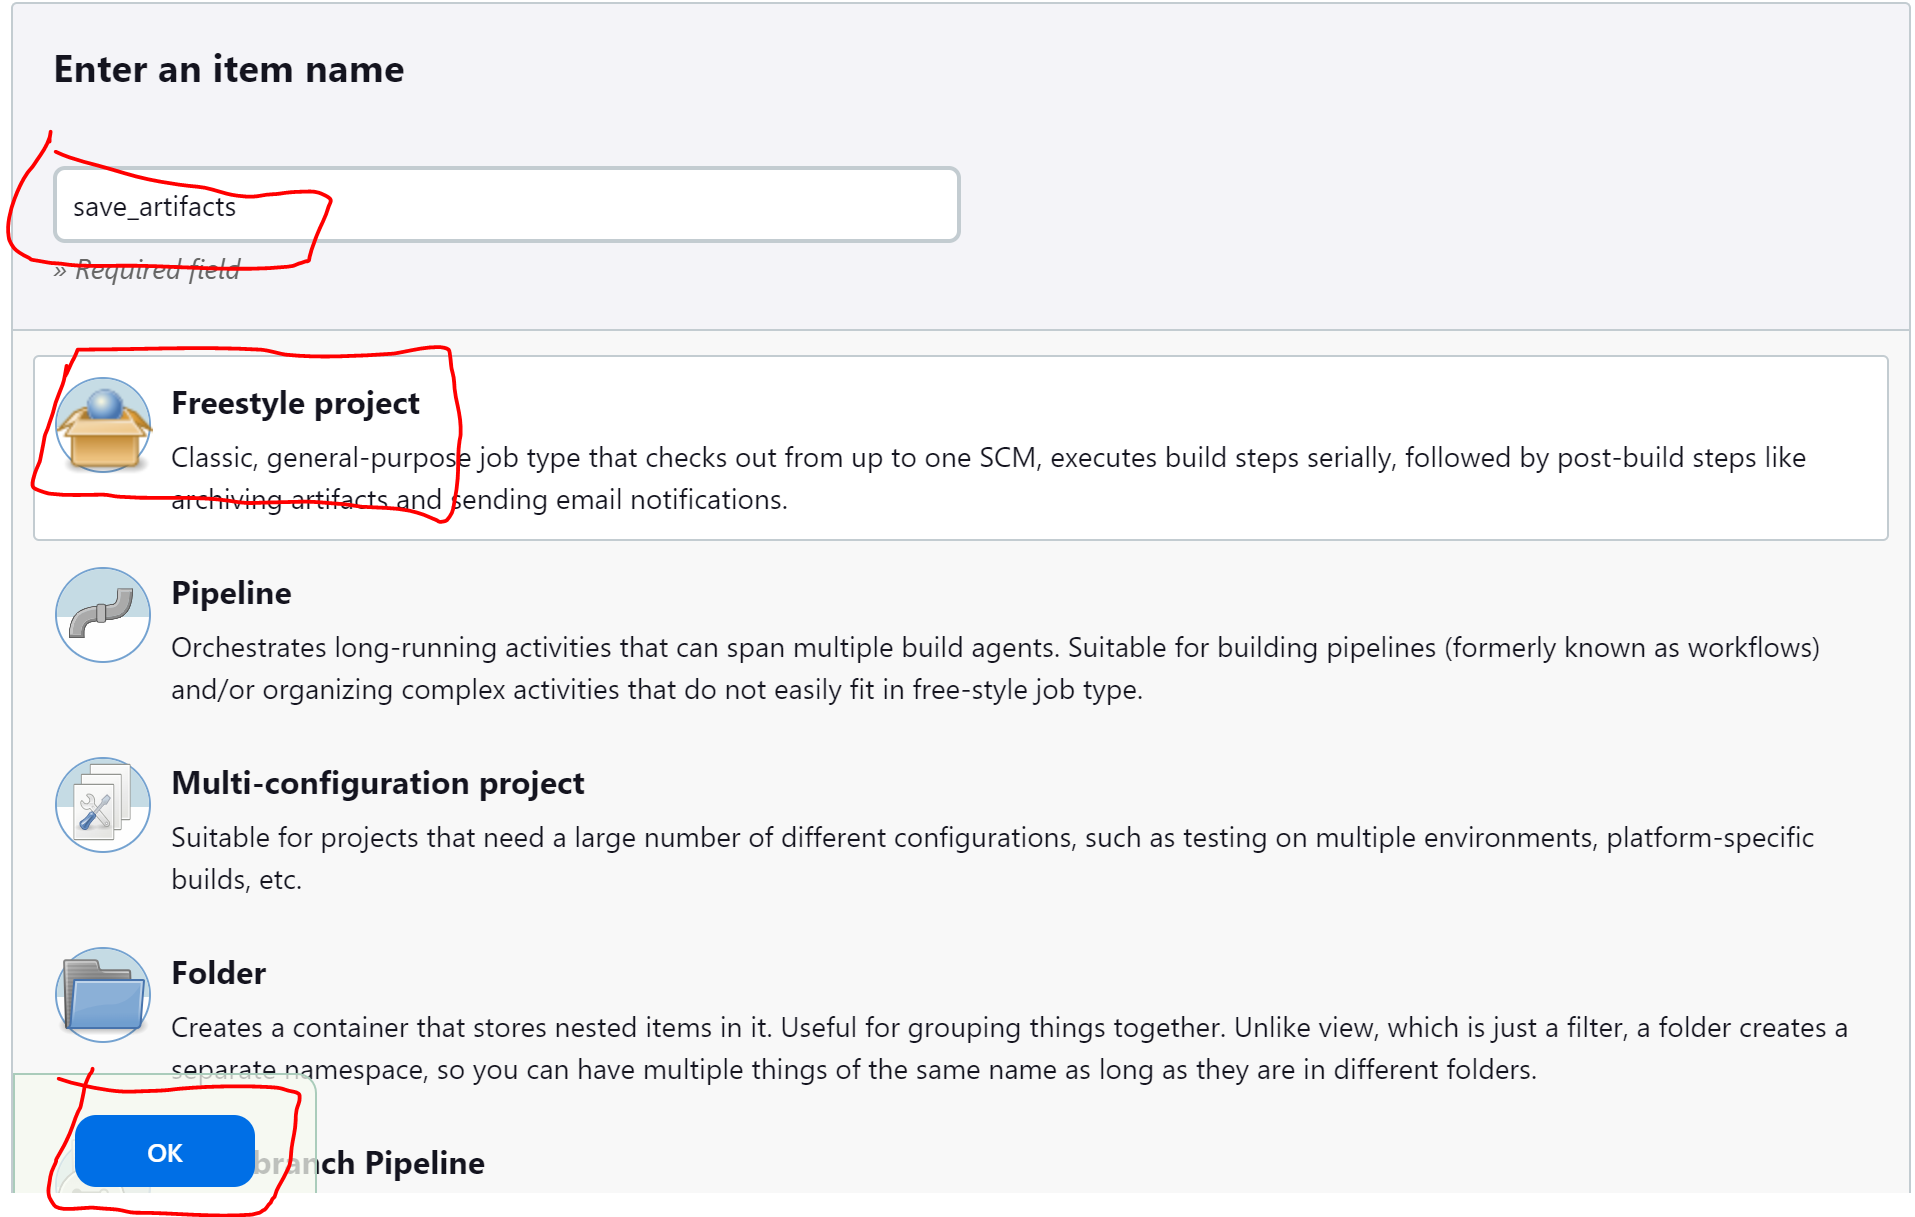 Enter an item name
save_artifacts
» Required field
Freestyle project
Classic, general-purpose job type that checks out from up to one SCM, executes build steps serially, followed by post-build steps like
archiving artifacts and sending email notifications.
Pipeline
Orchestrates long-running activities that can span multiple build agents. Suitable for building pipelines (formerly known as workflows)
and/or organizing complex activities that do not easily fit in free-style job type.
Multi-configuration project
Suitable for projects that need a large number of different configurations, such as testing on multiple environments, platform-specific
builds, etc.
Folder
Creates a container that stores nested items in it. Useful for grouping things together. Unlike view, which is just a filter, a folder creates a
separate namespace, so you can have multiple things of the same name as long as they are in different folders.
OK
branch Pipeline